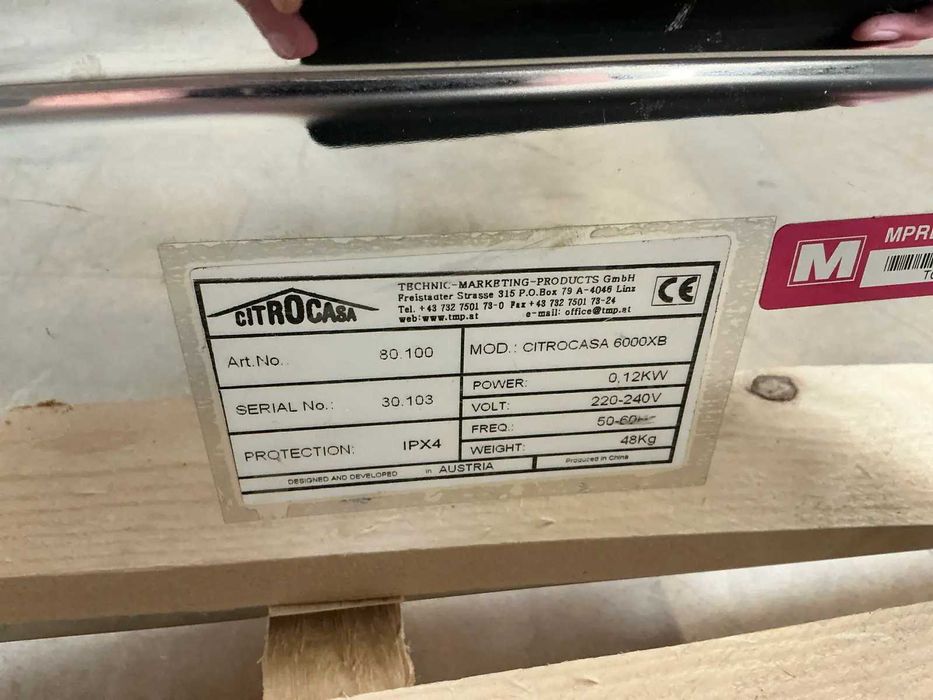 CITROCASA
TECHNIC-MARKETING-PRODUCTS GmbH
Freistadter Strasse 315 P.O.Box 79 A-4046 Linz
Tel. +43 732 7501 73-0 Fax +43 732 7501 73-24
web:www.tmp.at e-mail: office@tmp.at
CE
Art.No.. 80.100
SERIAL No.: 30.103
PROTECTION: IPX4
MOD.: CITROCASA 6000XB
POWER: 0,12KW
VOLT: 220-240V
FREQ.: 50-60Hz
WEIGHT: 48Kg
DESIGNED AND DEVELOPED in AUSTRIA
Produced in China
M